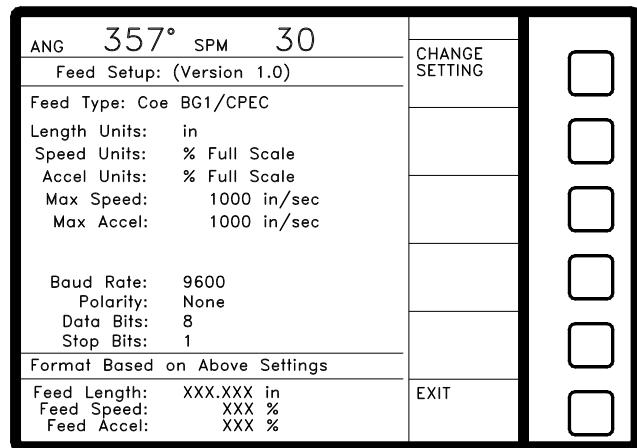 ANG 357° SPM 30
Feed Setup: (Version 1.0)
Feed Type: Coe BG1/CPEC
Length Units: in
Speed Units: % Full Scale
Accel Units: % Full Scale
Max Speed: 1000 in/sec
Max Accel: 1000 in/sec
Baud Rate: 9600
Polarity: None
Data Bits: 8
Stop Bits: 1
Format Based on Above Settings
Feed Length: XXX.XXX in
Feed Speed: XXX %
Feed Accel: XXX %
CHANGE
SETTING
EXIT